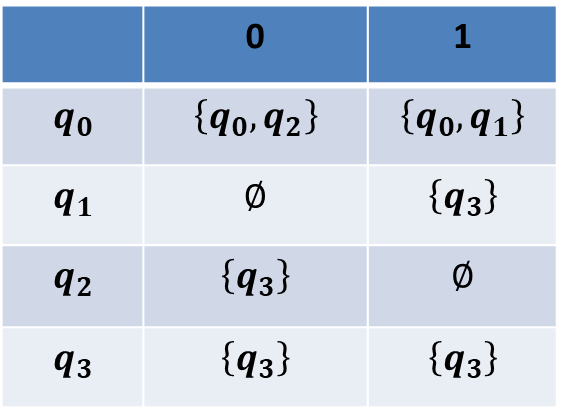 0 1
q₀ {q₀, q₂} {q₀, q₁}
q₁ ∅ {q₃}
q₂ {q₃} ∅
q₃ {q₃} {q₃}